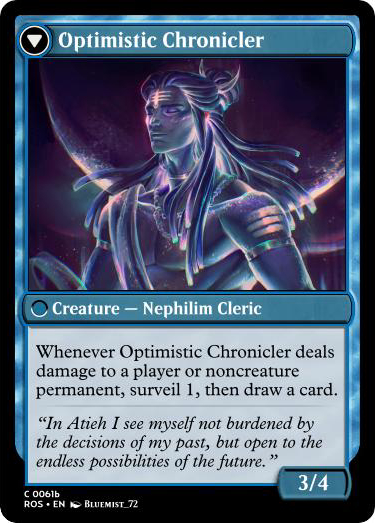 Optimistic Chronicler
Creature — Nephilim Cleric
Whenever Optimistic Chronicler deals
damage to a player or noncreature
permanent, surveil 1, then draw a card.
“In Atieh I see myself not burdened by
the decisions of my past, but open to the
endless possibilities of the future.”
3/4
C 0061b
ROS • EN Bluemist_72